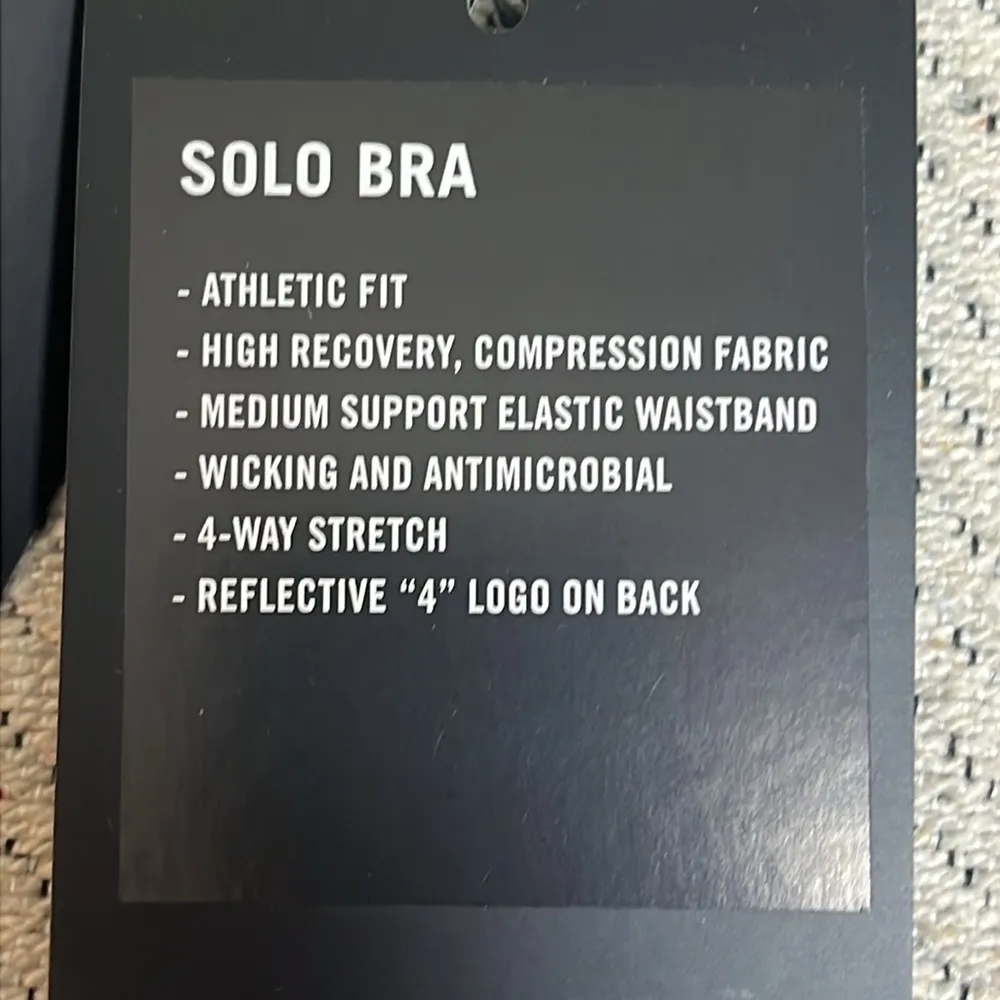 SOLO BRA
- ATHLETIC FIT
- HIGH RECOVERY, COMPRESSION FABRIC
- MEDIUM SUPPORT ELASTIC WAISTBAND
- WICKING AND ANTIMICROBIAL
- 4-WAY STRETCH
- REFLECTIVE “4” LOGO ON BACK